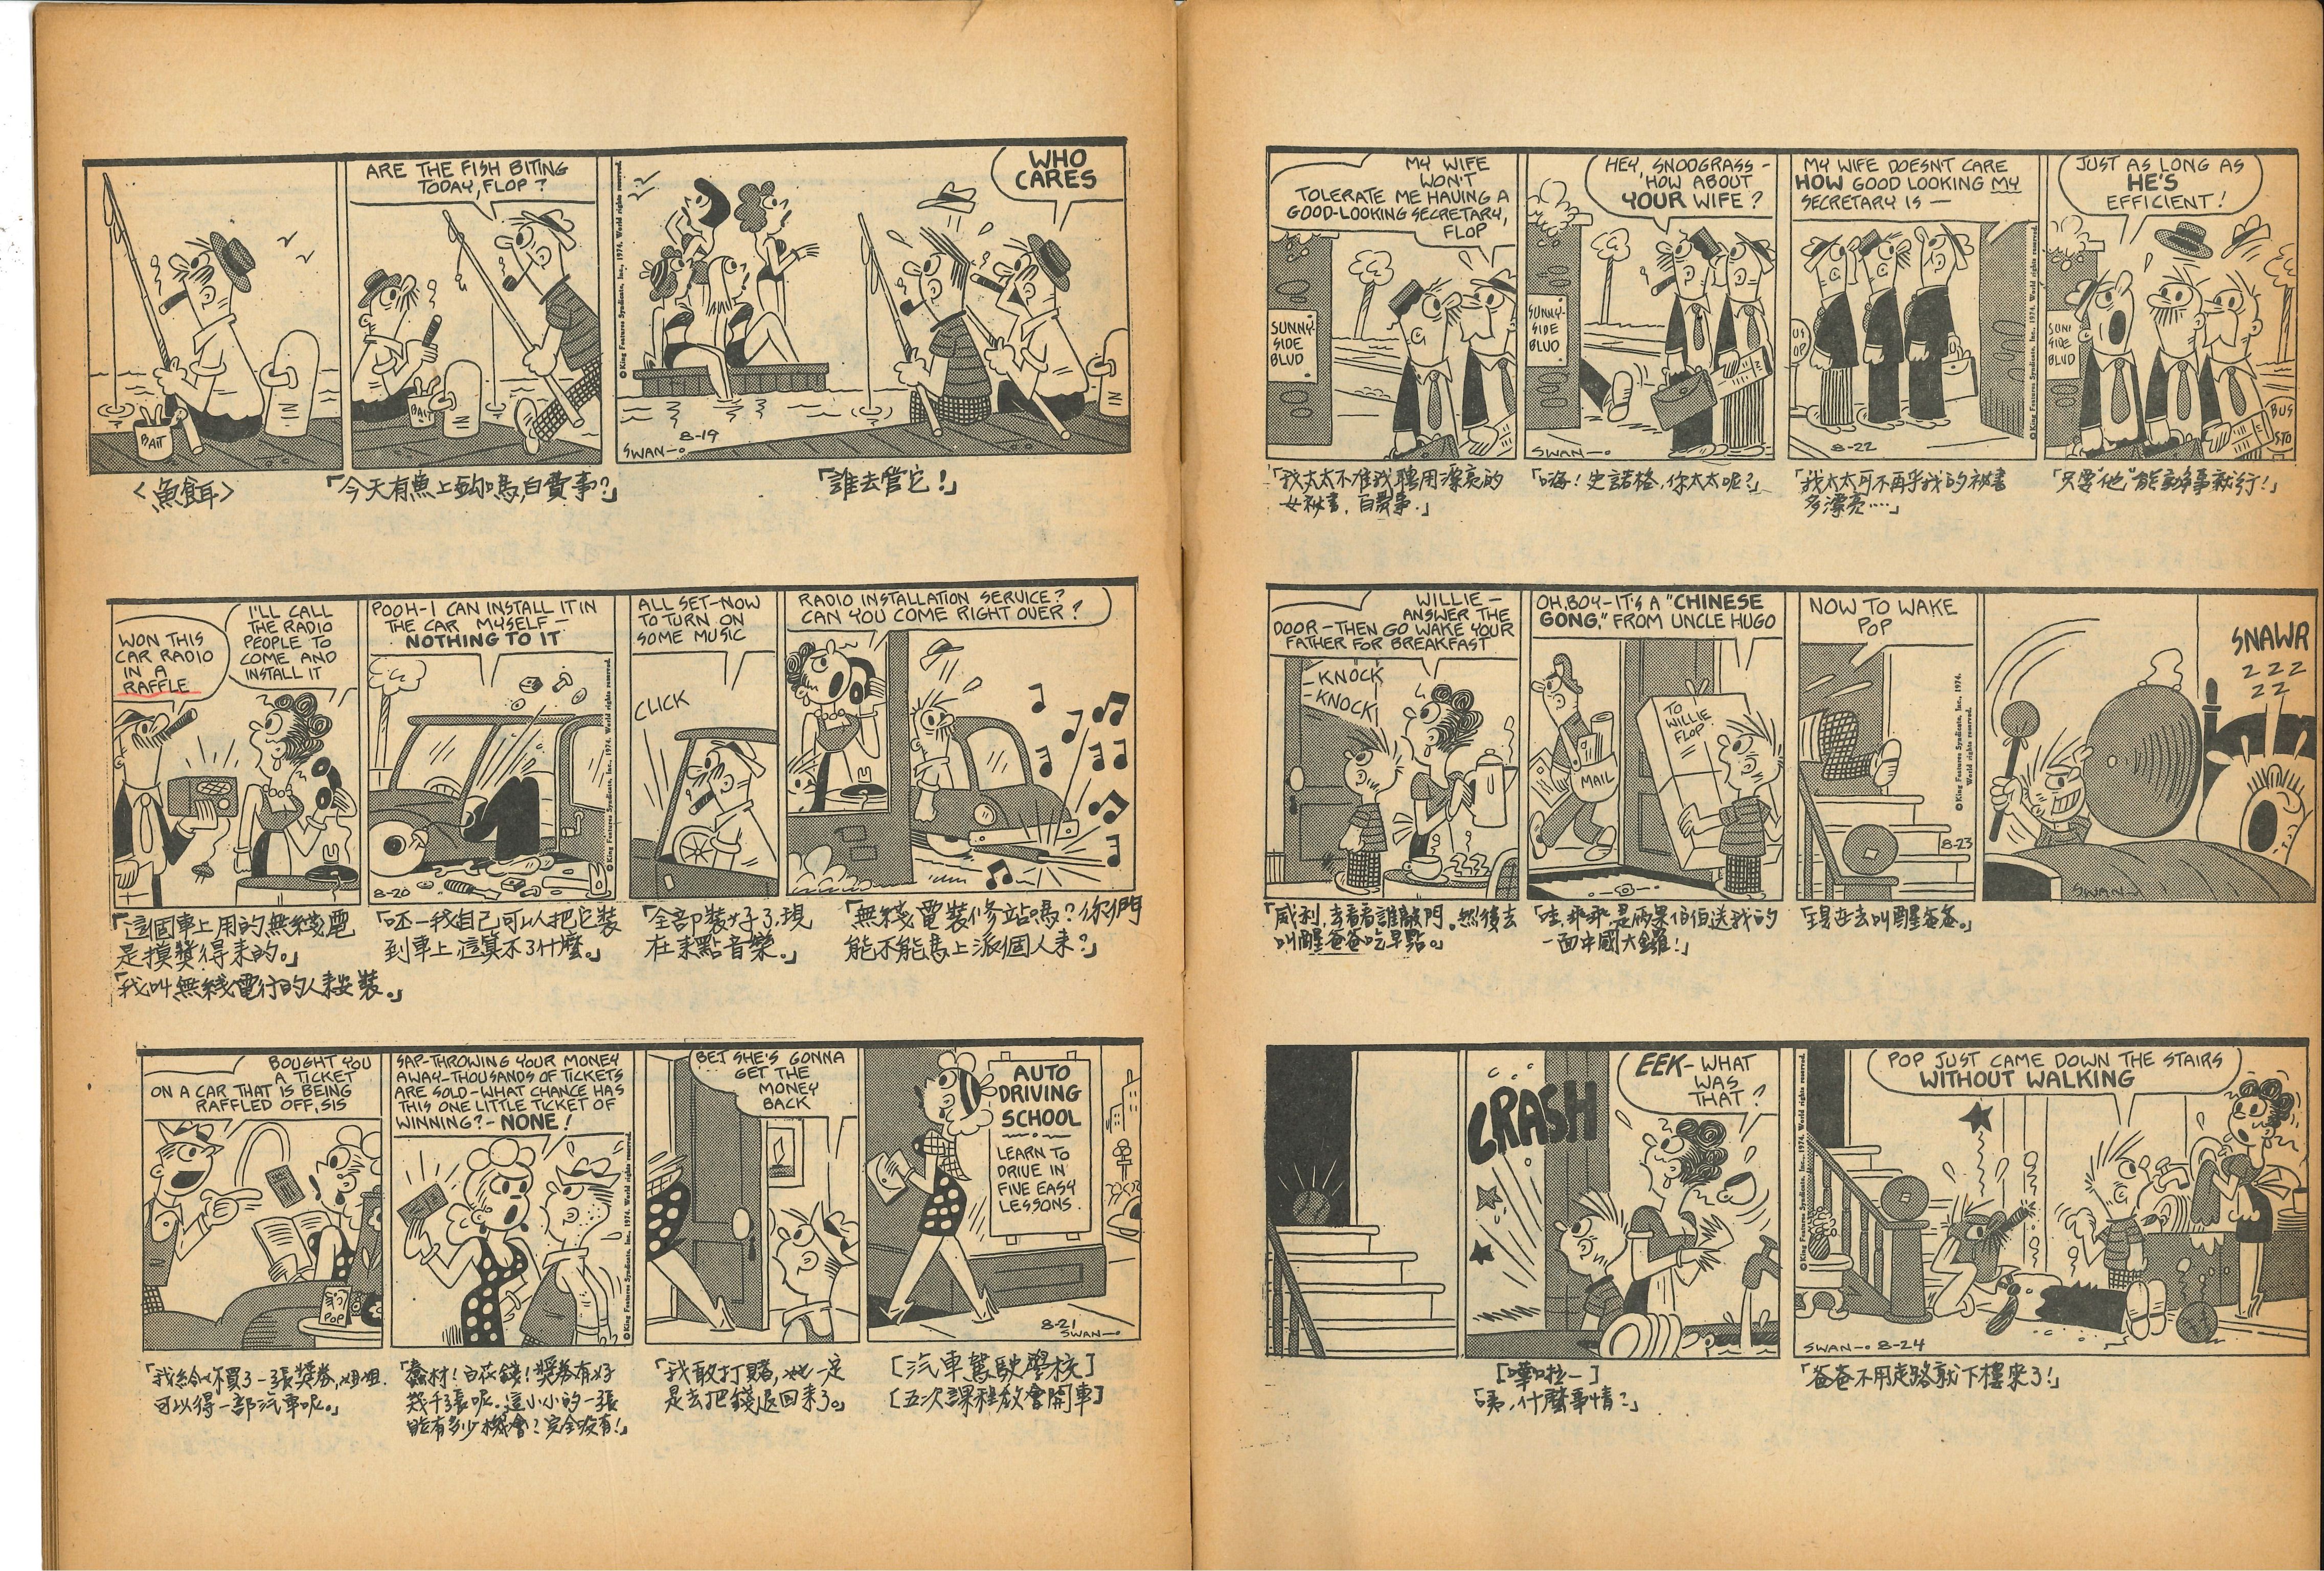 BAIT
ARE THE FISH BITING
TODAY, FLOP?
BAIT
© King Features Syndicate, Inc., 1974. World rights reserved.
WHO
CARES
8-19
SWAN
〈魚餌〉
「今天有魚上鈎嗎,白費事?」
「誰去管它!」
WON THIS
CAR RADIO
IN A
RAFFLE
I'LL CALL
THE RADIO
PEOPLE TO
COME AND
INSTALL IT
POOH-I CAN INSTALL IT IN
THE CAR MYSELF-
NOTHING TO IT
8-20
© King Features Syndicate, Inc., 1974. World rights reserved.
ALL SET-NOW
TO TURN ON
SOME MUSIC
CLICK
RADIO INSTALLATION SERVICE?
CAN YOU COME RIGHT OVER?
「這個車上用的無綫電
是摸獎得来的。」
「我叫無綫電行的人来安裝。」
「呸一我自己可以把它裝
到車上,這算不了什麼。」
「全部裝好了,現
在来點音樂。」
「無綫電裝修站嗎?你們
能不能馬上派個人来?」
BOUGHT YOU
A TICKET
ON A CAR THAT IS BEING
RAFFLED OFF, SIS
POP
SAP-THROWING YOUR MONEY
AWAY-THOUSANDS OF TICKETS
ARE SOLD-WHAT CHANCE HAS
THIS ONE LITTLE TICKET OF
WINNING?-NONE!
© King Features Syndicate, Inc., 1974. World rights reserved.
BET SHE'S GONNA
GET THE
MONEY
BACK
AUTO
DRIVING
SCHOOL
LEARN TO
DRIVE IN
FIVE EASY
LESSONS.
8-21
SWAN
「我給你買了一張獎券,姐姐.
可以得一部汽車呢。」
「蠢材!白花錢!獎券有好
幾千張呢.這小小的一張
能有多少機會?完全沒有!」
「我敢打賭,她一定
是去把錢退回来了。」
[汽車駕駛學校]
[五次課程教會開車]
MY WIFE
WON'T
TOLERATE ME HAVING A
GOOD-LOOKING SECRETARY,
FLOP
SUNNY-
SIDE
BLVD
HEY, SNODGRASS-
HOW ABOUT
YOUR WIFE?
SUNNY-
SIDE
BLVD
SWAN
MY WIFE DOESN'T CARE
HOW GOOD LOOKING MY
SECRETARY IS—
8-22
© King Features Syndicate, Inc., 1974. World rights reserved.
JUST AS LONG AS
HE'S
EFFICIENT!
SUNI
SIDE
BLVD
BUS
STO
「我太太不准我聘用漂亮的
女祕書,白費事.」
「嗨!史諾格,你太太呢?」
「我太太可不再乎我的祕書
多漂亮……」
「只要“他”能勤事就行!」
WILLIE-
ANSWER THE
DOOR-THEN GO WAKE YOUR
FATHER FOR BREAKFAST
-KNOCK
-KNOCK
OH, BOY-IT'S A "CHINESE
GONG," FROM UNCLE HUGO
TO
WILLIE
FLOP
MAIL
NOW TO WAKE
POP
© King Features Syndicate, Inc., 1974.
World rights reserved.
8-23
SNAWR
ZZZ
ZZ
SWAN
「威利,去看看誰敲門。然後去
叫醒爸爸吃早點。」
「哇,乖乖,是雨果伯伯送我的
一面中國大鑼!」
「現在去叫醒爸爸。」
CRASH
EEK-WHAT
WAS
THAT?
© King Features Syndicate, Inc., 1974. World rights reserved.
POP JUST CAME DOWN THE STAIRS
WITHOUT WALKING
SWAN 8-24
[嘩啦—]
「咦,什麼事情?」
「爸爸不用走路就下樓来了!」